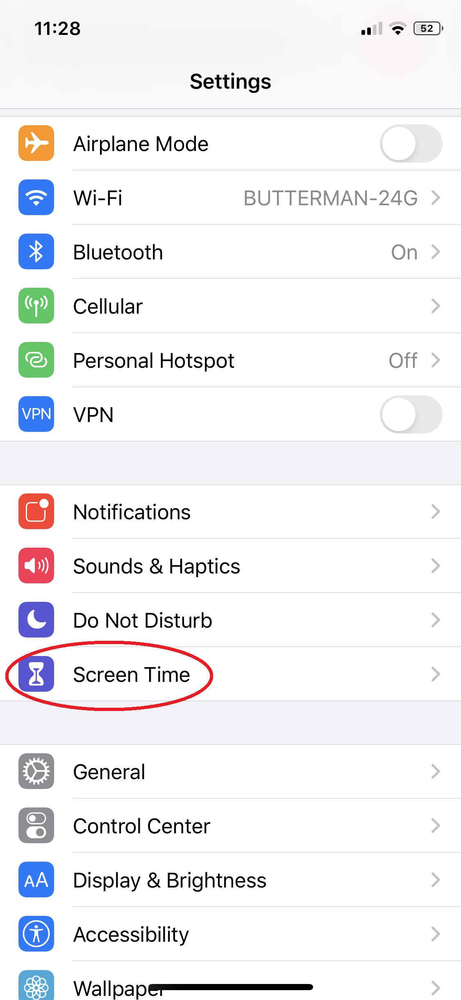 11:28
52
Settings
Airplane Mode
Wi-Fi BUTTERMAN-24G
Bluetooth On
Cellular
Personal Hotspot Off
VPN VPN
Notifications
Sounds & Haptics
Do Not Disturb
Screen Time
General
Control Center
AA Display & Brightness
Accessibility
Wallpaper